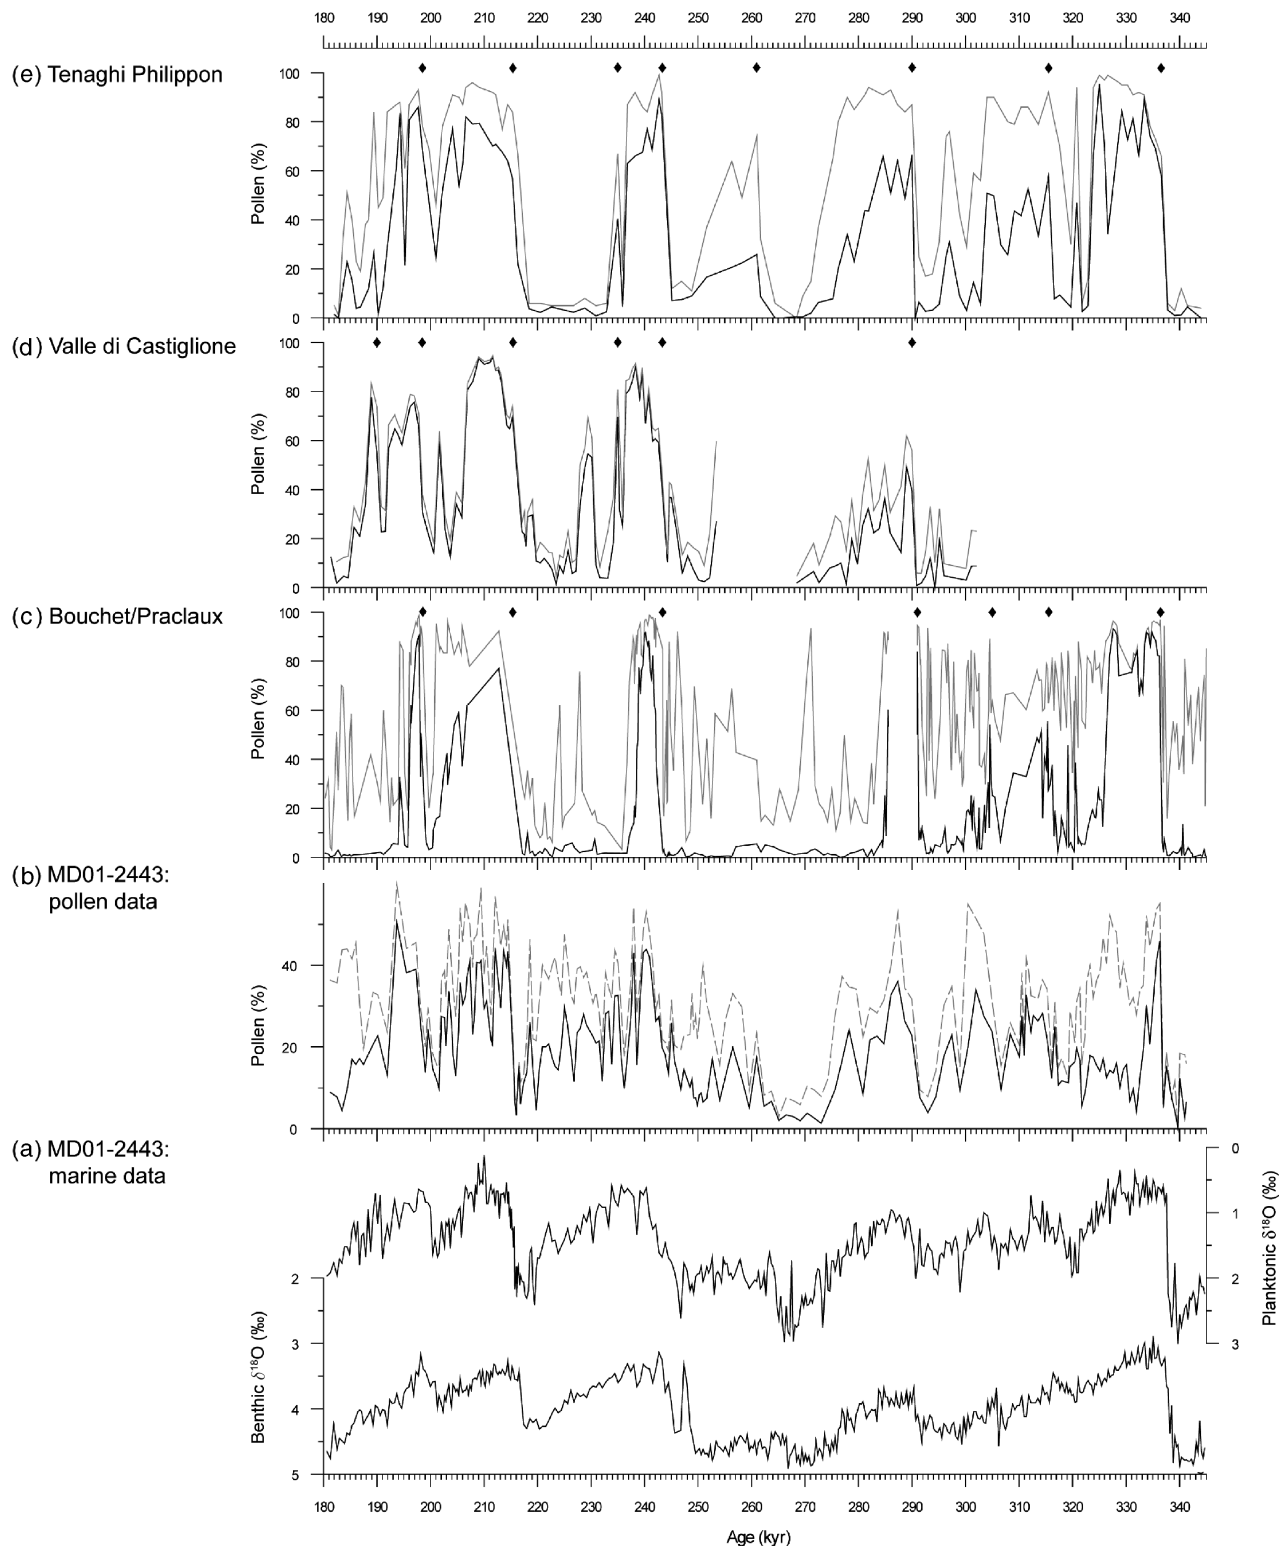 180 190 200 210 220 230 240 250 260 270 280 290 300 310 320 330 340
(e) Tenaghi Philippon
100
80
60
40
20
0
Pollen (%)
(d) Valle di Castiglione
100
80
60
40
20
0
Pollen (%)
(c) Bouchet/Praclaux
100
80
60
40
20
0
Pollen (%)
(b) MD01-2443:
pollen data
40
20
0
Pollen (%)
(a) MD01-2443:
marine data
0
1
2
3
Planktonic δ¹⁸O (‰)
2
3
4
5
Benthic δ¹⁸O (‰)
180 190 200 210 220 230 240 250 260 270 280 290 300 310 320 330 340
Age (kyr)